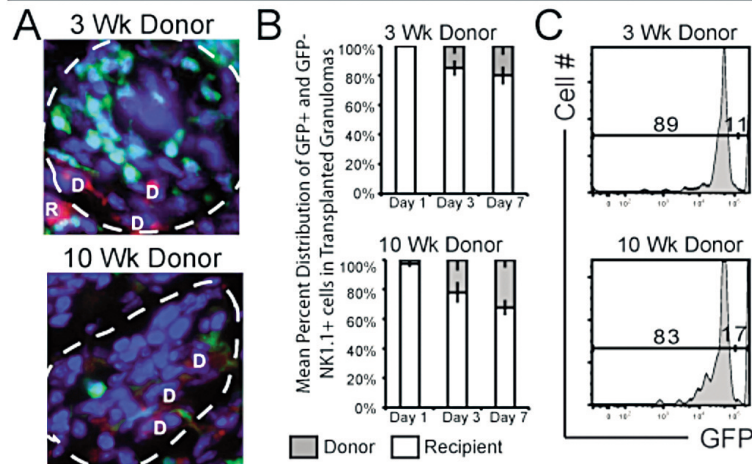 A
3 Wk Donor
D
D
R
D
10 Wk Donor
D
D
D
B
Mean Percent Distribution of GFP+ and GFP-
NK1.1+ cells in Transplanted Granulomas
3 Wk Donor
100%
80%
60%
40%
20%
0%
Day 1 Day 3 Day 7
10 Wk Donor
100%
80%
60%
40%
20%
0%
Day 1 Day 3 Day 7
Donor Recipient
C
Cell #
3 Wk Donor
89 11
10 Wk Donor
83 17
GFP